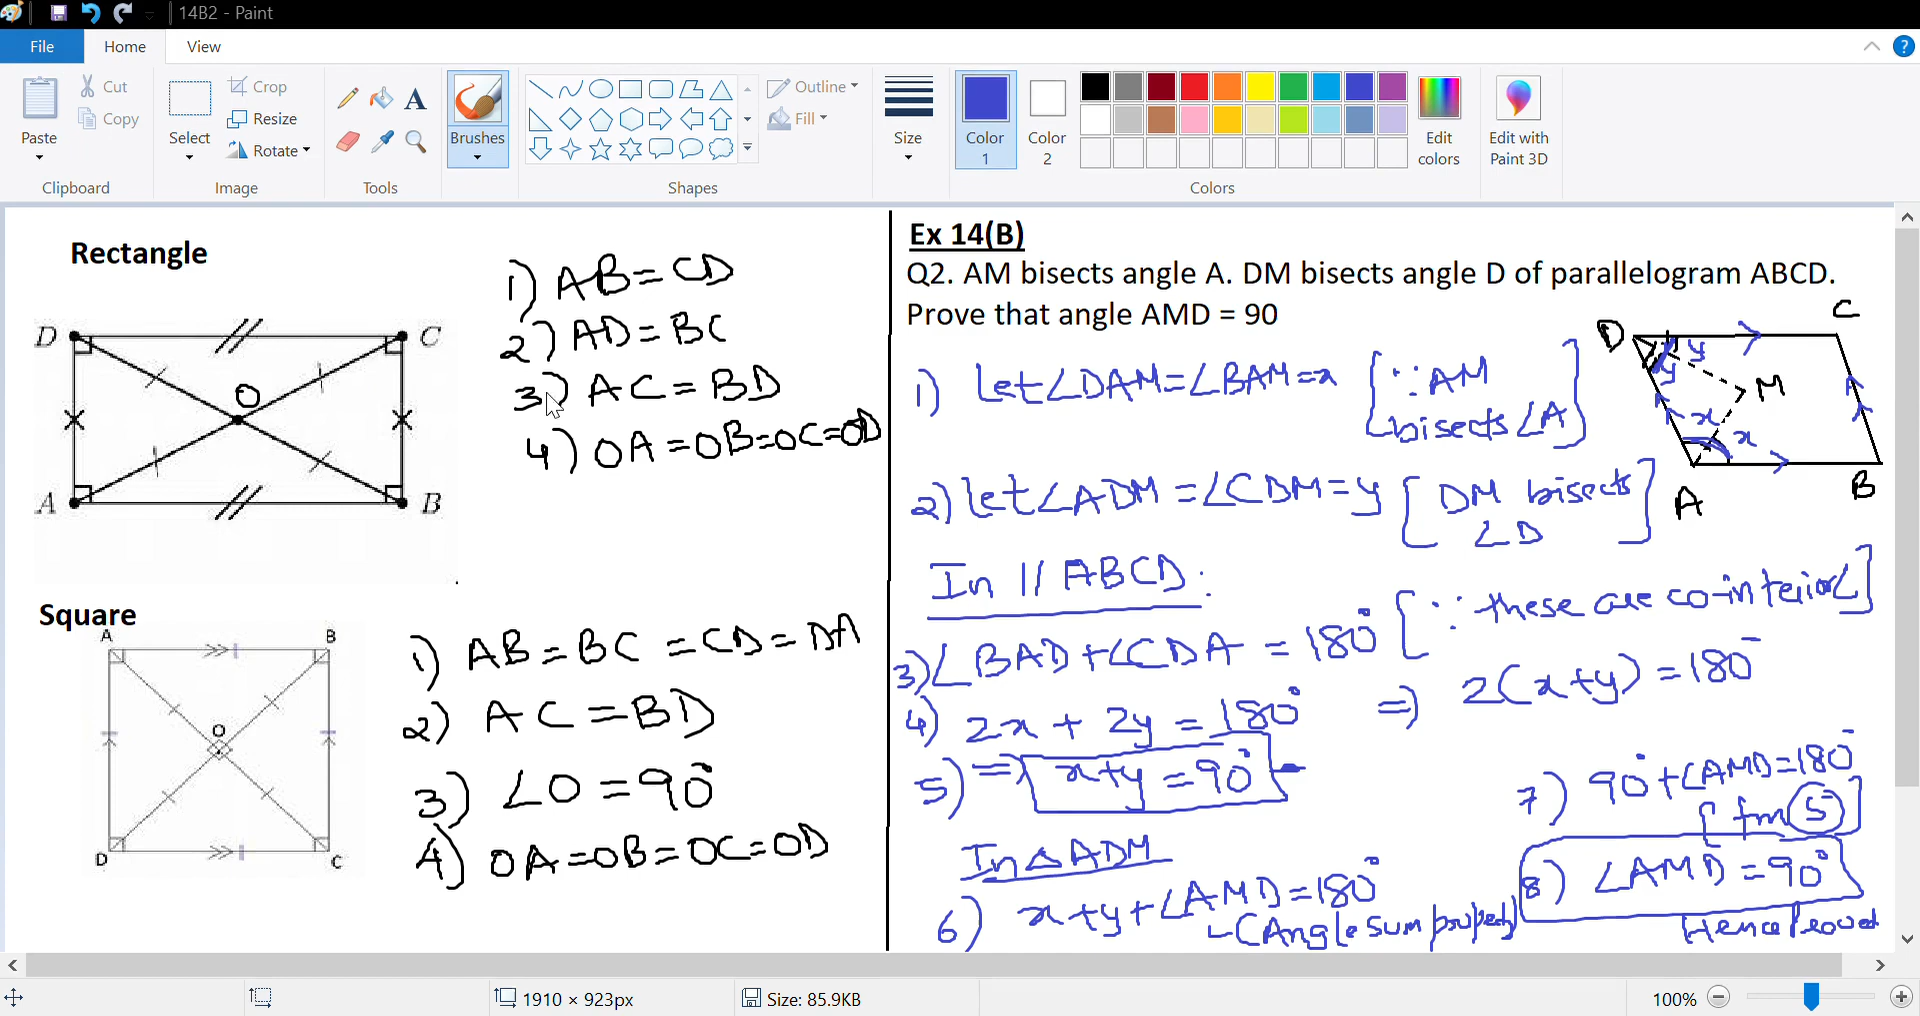 14B2 - Paint
File Home View
Paste
Cut
Copy
Clipboard
Select
Crop
Resize
Rotate
Image
A
Tools
Brushes
Shapes
Outline
Fill
Size
Color 1
Color 2
Colors
Edit colors
Edit with Paint 3D
Rectangle
D C
O
A B
1) AB = CD
2) AD = BC
3) AC = BD
4) OA = OB = OC = OD
Square
A B
O
D C
1) AB = BC = CD = DA
2) AC = BD
3) ∠O = 90°
4) OA = OB = OC = OD
Ex 14(B)
Q2. AM bisects angle A. DM bisects angle D of parallelogram ABCD.
Prove that angle AMD = 90
D C
y
y
M
x
x
A B
1) let ∠DAM = ∠BAM = x [∵ AM
bisects ∠A]
2) let ∠ADM = ∠CDM = y [DM bisects
∠D]
In // ABCD:
3) ∠BAD + ∠CDA = 180° [∵ these are co-interior ∠]
4) 2x + 2y = 180° ⇒ 2(x+y) = 180°
5) ⇒ x+y = 90°
In △ADM
6) x + y + ∠AMD = 180°
(Angle sum property)
7) 90° + ∠AMD = 180°
[fm 5]
8) ∠AMD = 90°
Hence Proved
1910 × 923px
Size: 85.9KB
100%